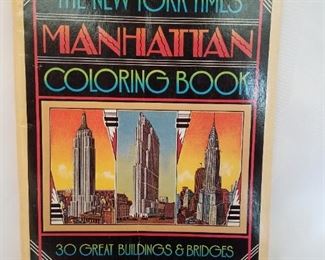 THE NEW YORK TIMES
MANHATTAN
COLORING BOOK
30 GREAT BUILDINGS & BRIDGES